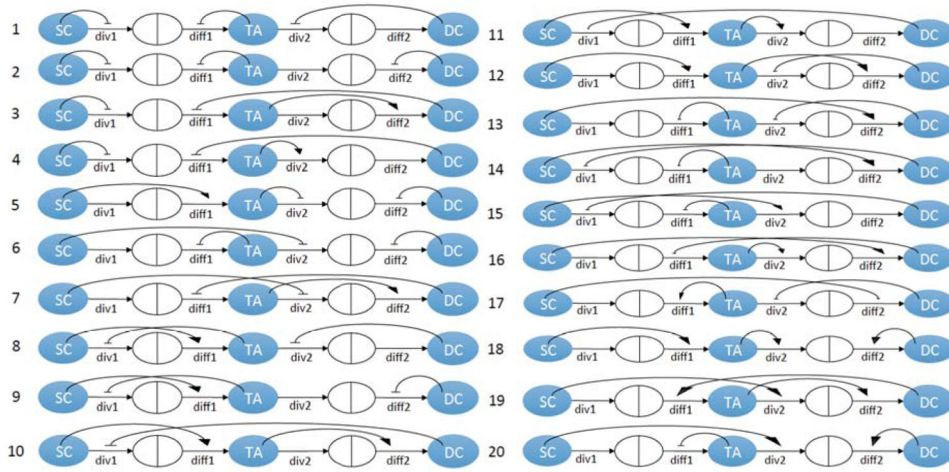 1 SC div1 diff1 TA div2 diff2 DC
2 SC div1 diff1 TA div2 diff2 DC
3 SC div1 diff1 TA div2 diff2 DC
4 SC div1 diff1 TA div2 diff2 DC
5 SC div1 diff1 TA div2 diff2 DC
6 SC div1 diff1 TA div2 diff2 DC
7 SC div1 diff1 TA div2 diff2 DC
8 SC div1 diff1 TA div2 diff2 DC
9 SC div1 diff1 TA div2 diff2 DC
10 SC div1 diff1 TA div2 diff2 DC
11 SC div1 diff1 TA div2 diff2 DC
12 SC div1 diff1 TA div2 diff2 DC
13 SC div1 diff1 TA div2 diff2 DC
14 SC div1 diff1 TA div2 diff2 DC
15 SC div1 diff1 TA div2 diff2 DC
16 SC div1 diff1 TA div2 diff2 DC
17 SC div1 diff1 TA div2 diff2 DC
18 SC div1 diff1 TA div2 diff2 DC
19 SC div1 diff1 TA div2 diff2 DC
20 SC div1 diff1 TA div2 diff2 DC